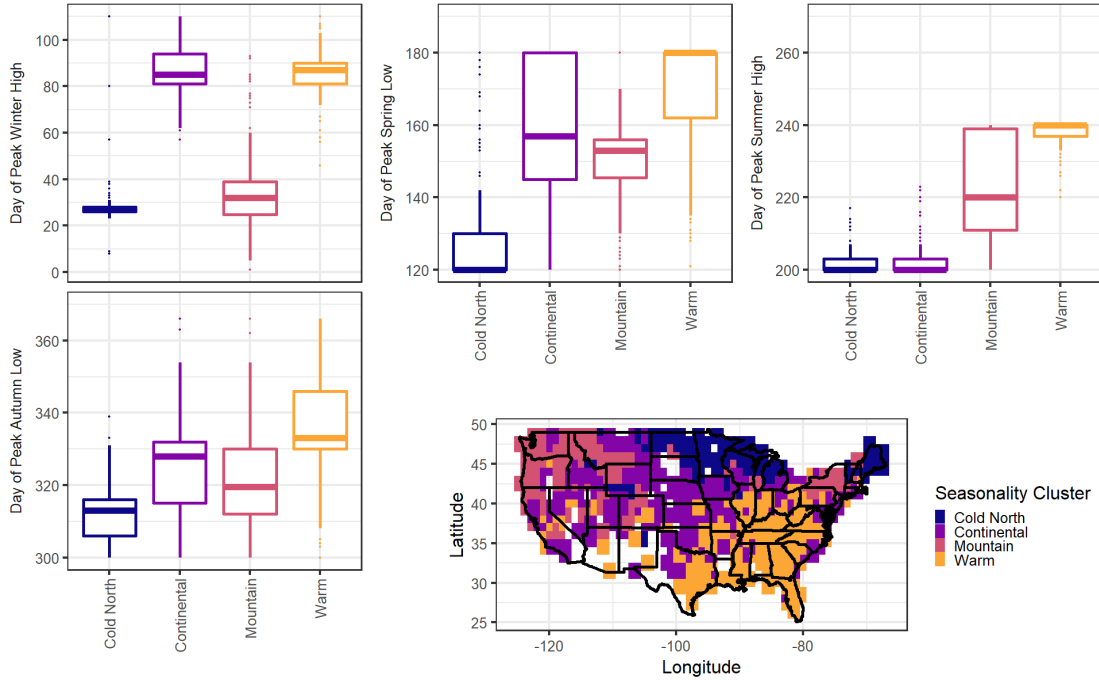 Day of Peak Winter High
100
80
60
40
20
0
Day of Peak Spring Low
180
160
140
120
Cold North
Continental
Mountain
Warm
Day of Peak Summer High
260
240
220
200
Cold North
Continental
Mountain
Warm
Day of Peak Autumn Low
360
340
320
300
Cold North
Continental
Mountain
Warm
Latitude
50
45
40
35
30
25
-120
-100
-80
Longitude
Seasonality Cluster
Cold North
Continental
Mountain
Warm